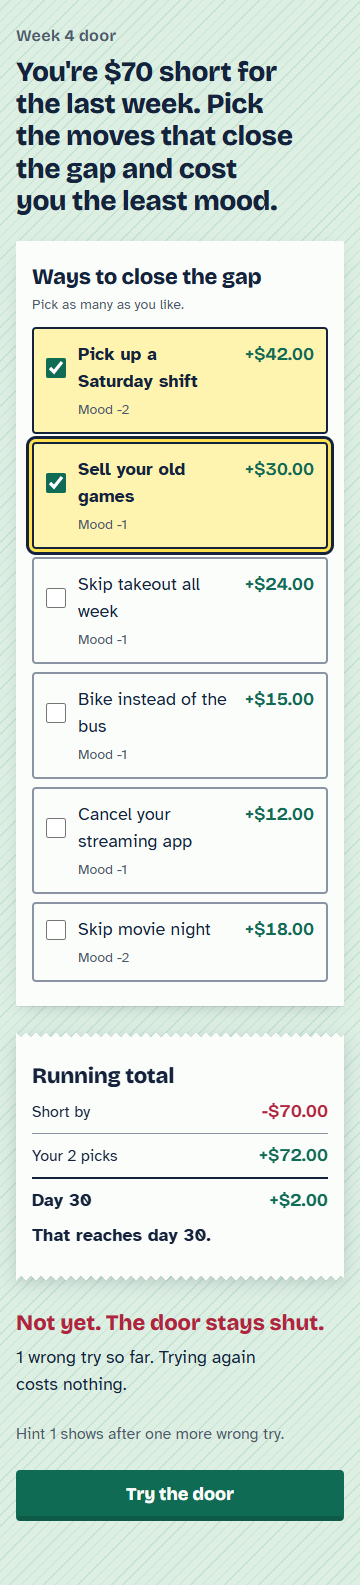 Week 4 door
You're $70 short for
the last week. Pick
the moves that close
the gap and cost
you the least mood.
Ways to close the gap
Pick as many as you like.
Pick up a +$42.00
Saturday shift
Mood -2
Sell your old +$30.00
games
Mood -1
Skip takeout all +$24.00
week
Mood -1
Bike instead of the +$15.00
bus
Mood -1
Cancel your +$12.00
streaming app
Mood -1
Skip movie night +$18.00
Mood -2
Running total
Short by -$70.00
Your 2 picks +$72.00
Day 30 +$2.00
That reaches day 30.
Not yet. The door stays shut.
1 wrong try so far. Trying again
costs nothing.
Hint 1 shows after one more wrong try.
Try the door